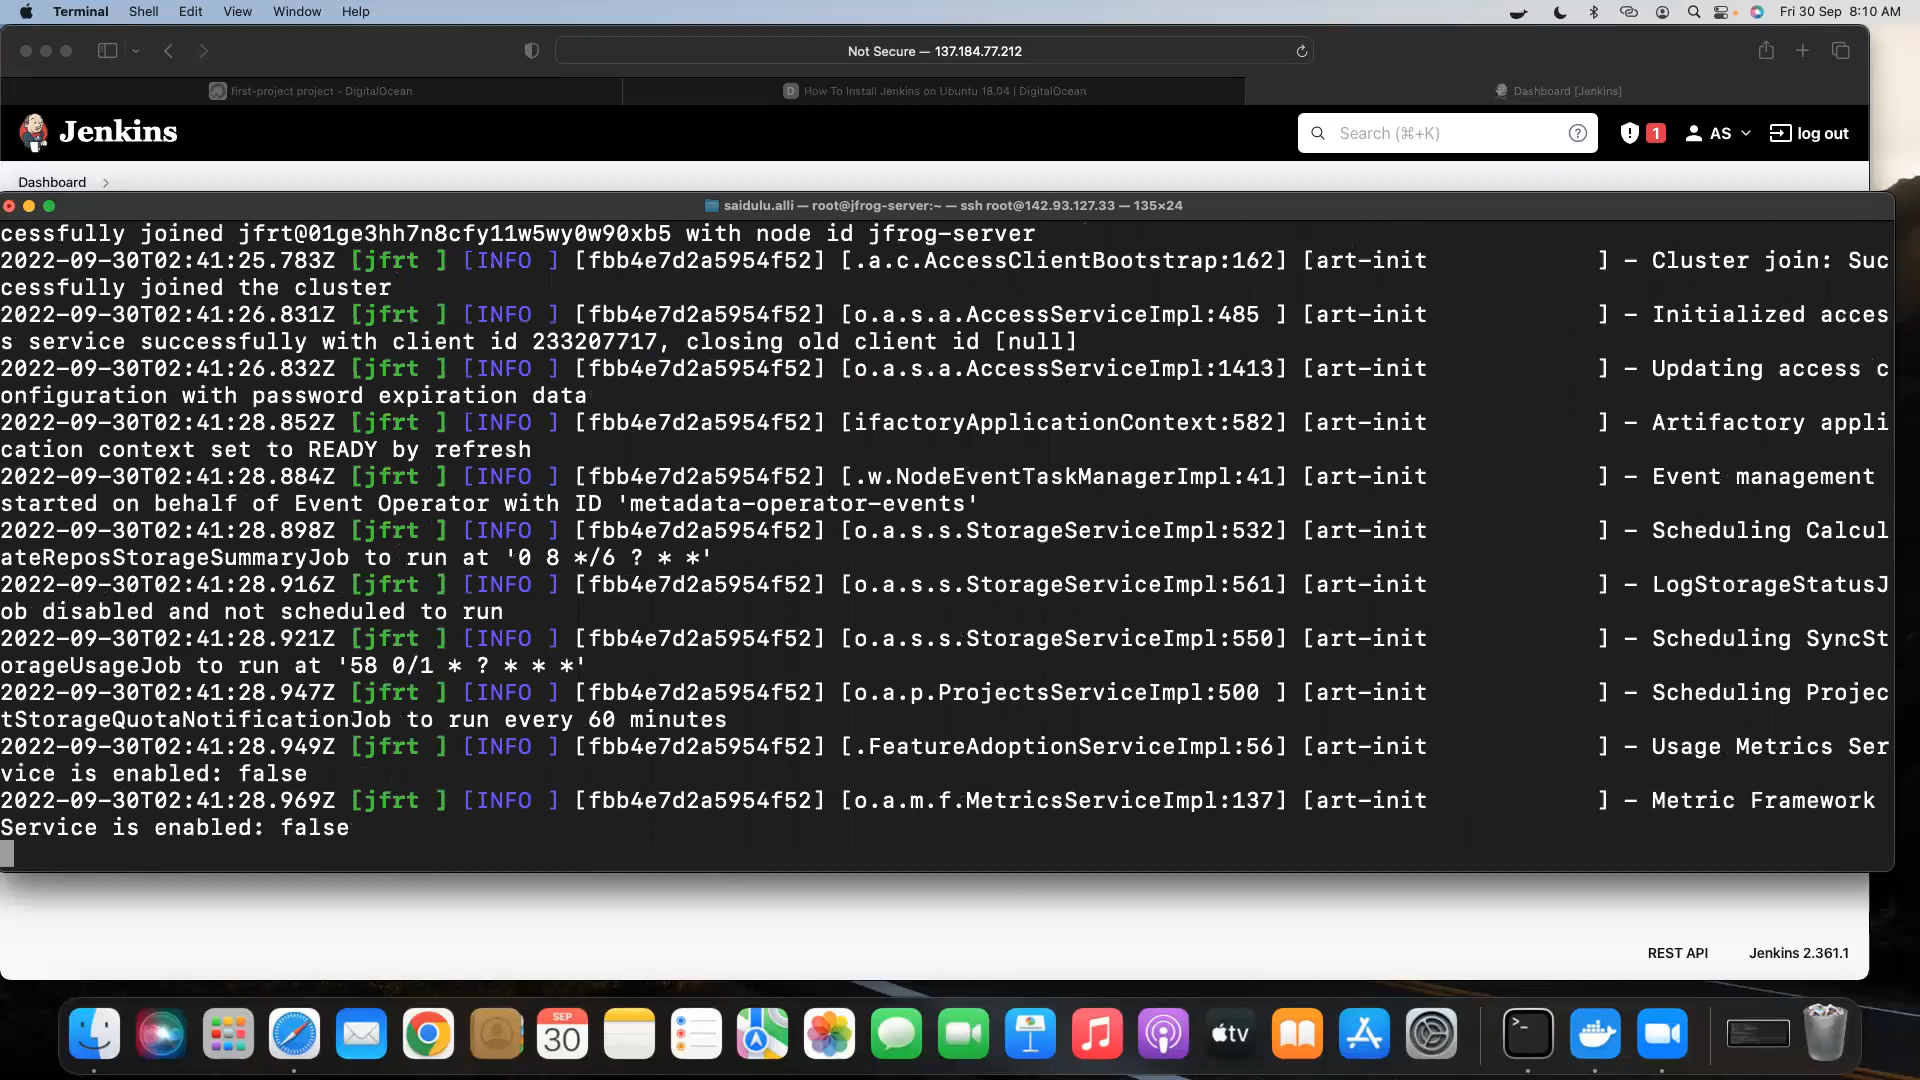 Terminal Shell Edit View Window Help Fri 30 Sep 8:10 AM
Not Secure — 137.184.77.212
first-project project - DigitalOcean
How To Install Jenkins on Ubuntu 18.04 | DigitalOcean
Dashboard [Jenkins]
Jenkins Search (⌘+K) ? 1 AS log out
Dashboard
saidulu.alli — root@jfrog-server:~ — ssh root@142.93.127.33 — 135×24
cessfully joined jfrt@01ge3hh7n8cfy11w5wy0w90xb5 with node id jfrog-server
2022-09-30T02:41:25.783Z [jfrt ] [INFO ] [fbb4e7d2a5954f52] [.a.c.AccessClientBootstrap:162] [art-init            ] - Cluster join: Suc
cessfully joined the cluster
2022-09-30T02:41:26.831Z [jfrt ] [INFO ] [fbb4e7d2a5954f52] [o.a.s.a.AccessServiceImpl:485 ] [art-init            ] - Initialized acces
s service successfully with client id 233207717, closing old client id [null]
2022-09-30T02:41:26.832Z [jfrt ] [INFO ] [fbb4e7d2a5954f52] [o.a.s.a.AccessServiceImpl:1413] [art-init            ] - Updating access c
onfiguration with password expiration data
2022-09-30T02:41:28.852Z [jfrt ] [INFO ] [fbb4e7d2a5954f52] [ifactoryApplicationContext:582] [art-init            ] - Artifactory appli
cation context set to READY by refresh
2022-09-30T02:41:28.884Z [jfrt ] [INFO ] [fbb4e7d2a5954f52] [.w.NodeEventTaskManagerImpl:41] [art-init            ] - Event management
started on behalf of Event Operator with ID 'metadata-operator-events'
2022-09-30T02:41:28.898Z [jfrt ] [INFO ] [fbb4e7d2a5954f52] [o.a.s.s.StorageServiceImpl:532] [art-init            ] - Scheduling Calcul
ateReposStorageSummaryJob to run at '0 8 */6 ? * *'
2022-09-30T02:41:28.916Z [jfrt ] [INFO ] [fbb4e7d2a5954f52] [o.a.s.s.StorageServiceImpl:561] [art-init            ] - LogStorageStatusJ
ob disabled and not scheduled to run
2022-09-30T02:41:28.921Z [jfrt ] [INFO ] [fbb4e7d2a5954f52] [o.a.s.s.StorageServiceImpl:550] [art-init            ] - Scheduling SyncSt
orageUsageJob to run at '58 0/1 * ? * * *'
2022-09-30T02:41:28.947Z [jfrt ] [INFO ] [fbb4e7d2a5954f52] [o.a.p.ProjectsServiceImpl:500 ] [art-init            ] - Scheduling Projec
tStorageQuotaNotificationJob to run every 60 minutes
2022-09-30T02:41:28.949Z [jfrt ] [INFO ] [fbb4e7d2a5954f52] [.FeatureAdoptionServiceImpl:56] [art-init            ] - Usage Metrics Ser
vice is enabled: false
2022-09-30T02:41:28.969Z [jfrt ] [INFO ] [fbb4e7d2a5954f52] [o.a.m.f.MetricsServiceImpl:137] [art-init            ] - Metric Framework
Service is enabled: false
REST API Jenkins 2.361.1
SEP
30
tv